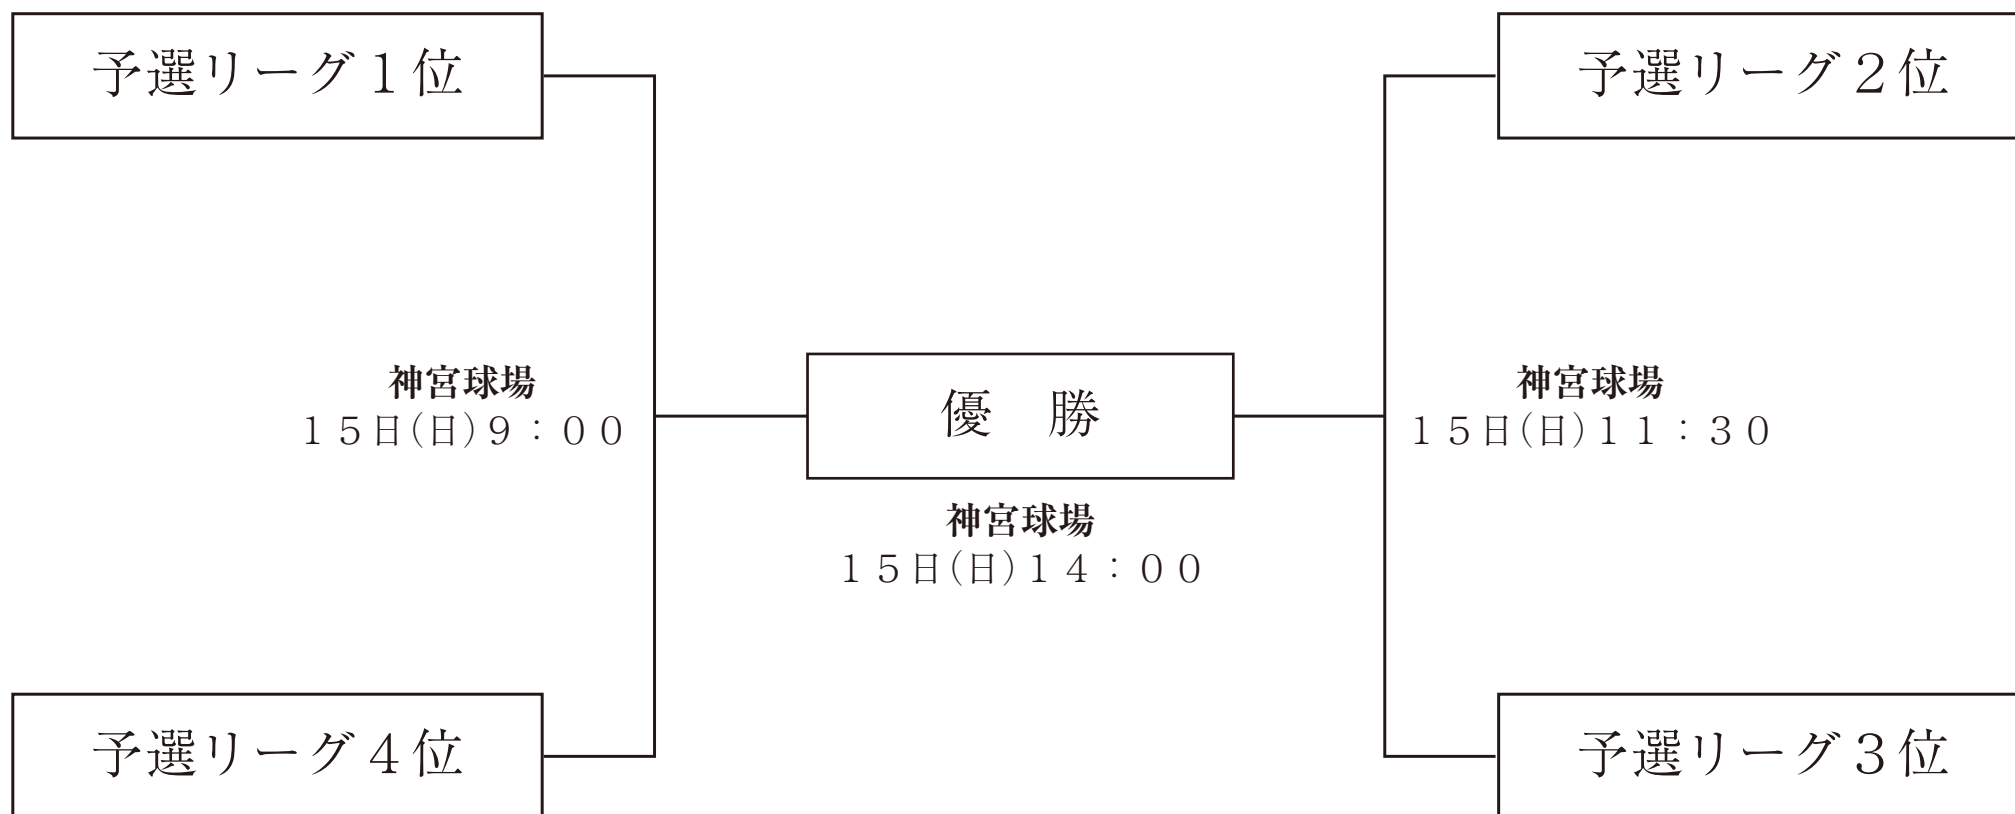 予選リーグ１位
予選リーグ２位
神宮球場
１５日(日)９：００
優　勝
神宮球場
１５日(日)１４：００
神宮球場
１５日(日)１１：３０
予選リーグ４位
予選リーグ３位